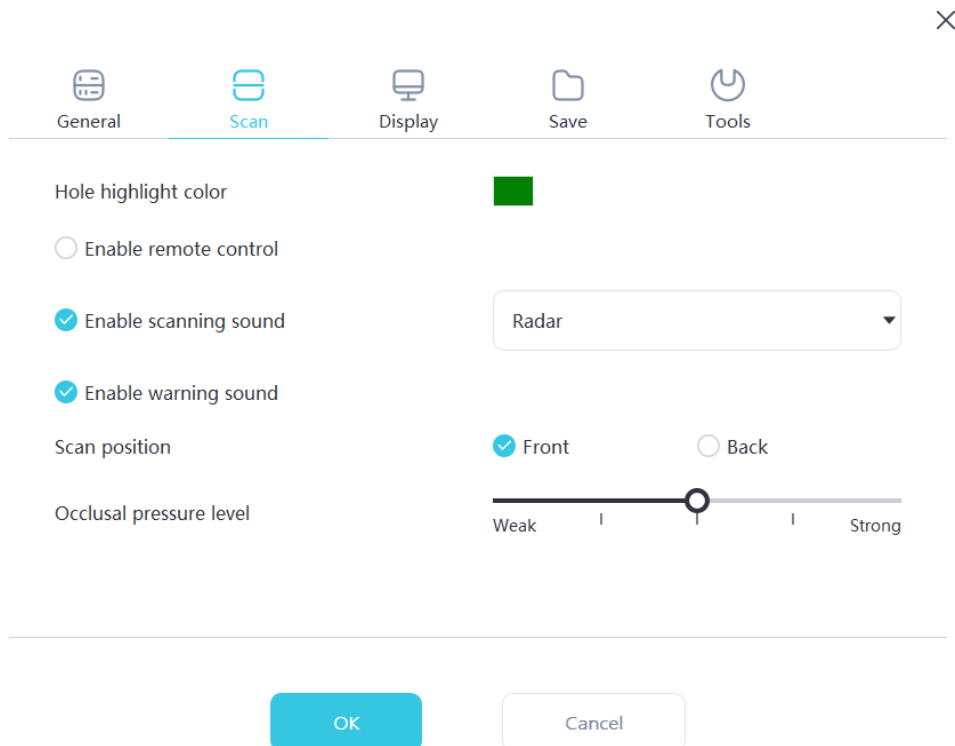 General Scan Display Save Tools
Hole highlight color
Enable remote control
Enable scanning sound Radar
Enable warning sound
Scan position Front Back
Occlusal pressure level
Weak Strong
OK Cancel